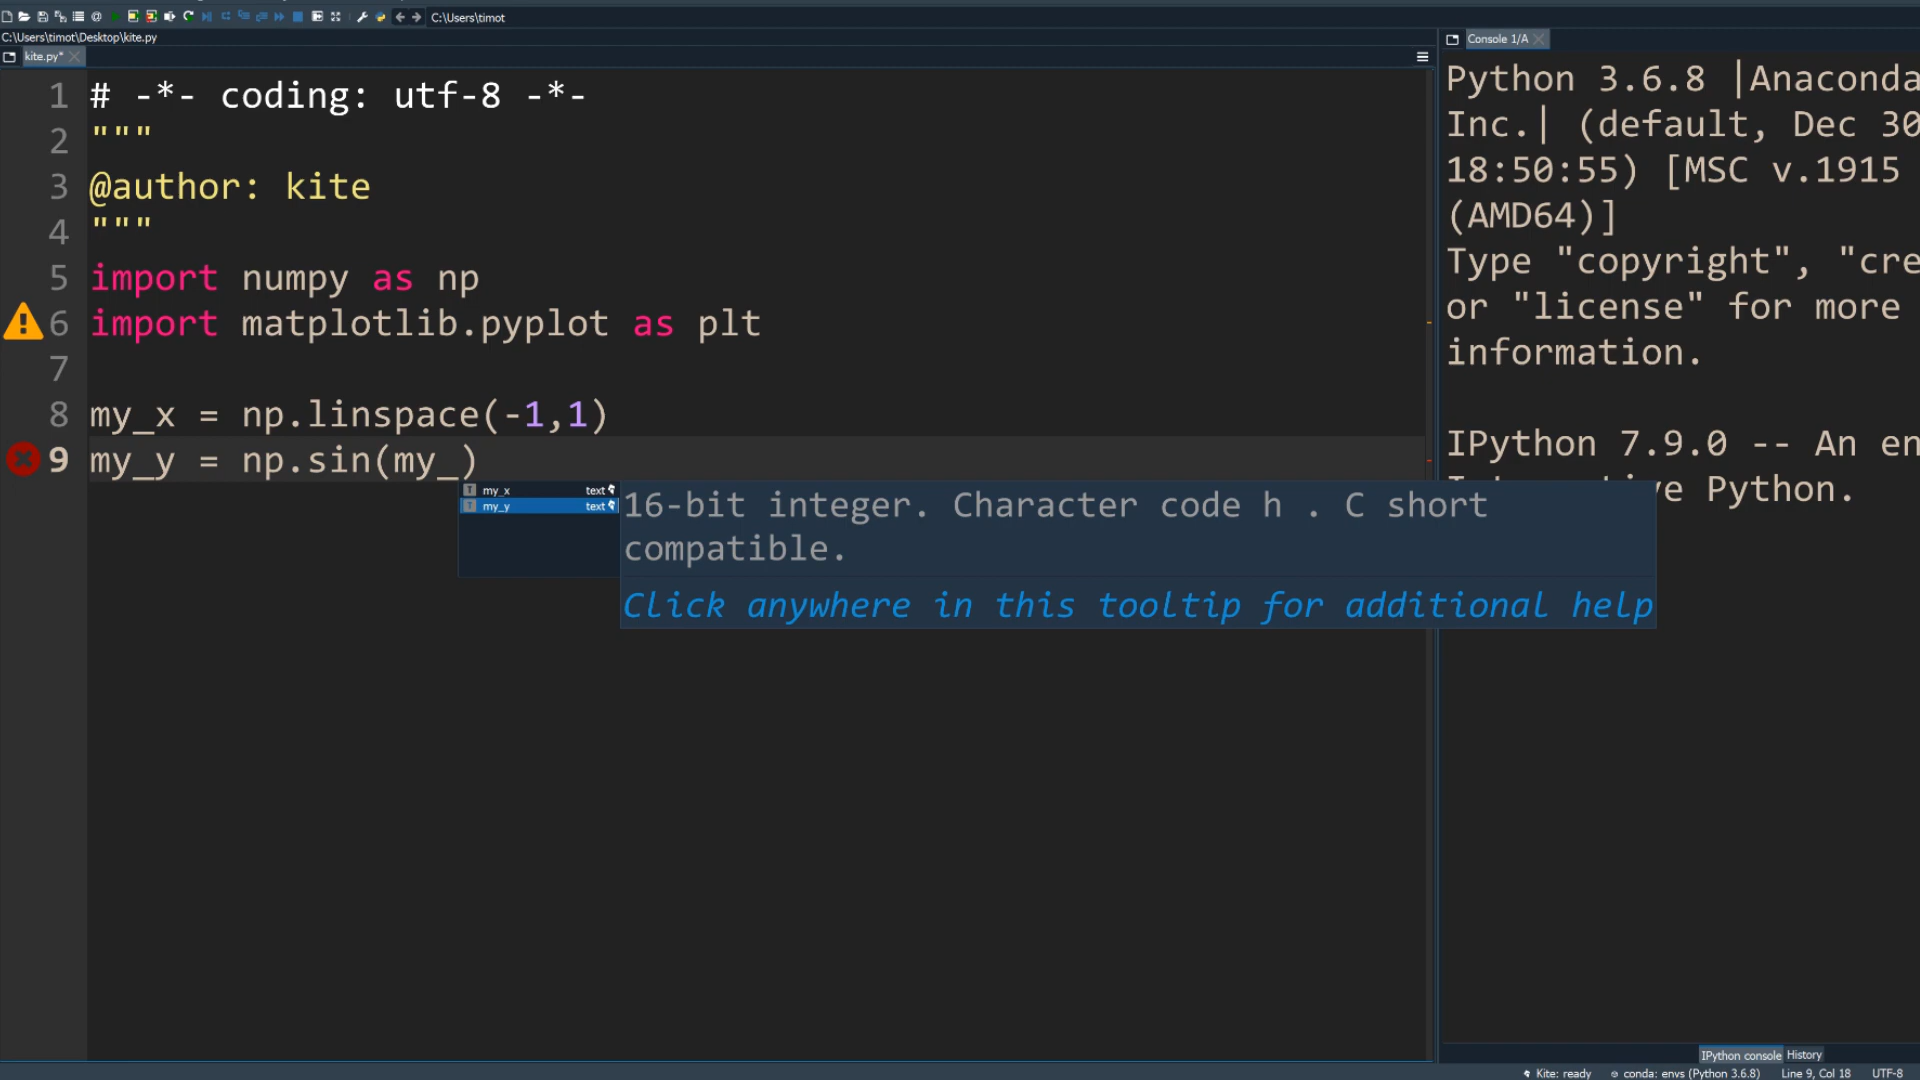 C:\Users\timot
C:\Users\timot\Desktop\kite.py
kite.py*
1 # -*- coding: utf-8 -*-
2 """
3 @author: kite
4 """
5 import numpy as np
6 import matplotlib.pyplot as plt
7
8 my_x = np.linspace(-1,1)
9 my_y = np.sin(my_)
my_x text
my_y text
16-bit integer. Character code h . C short
compatible.
Click anywhere in this tooltip for additional help
Console 1/A
Python 3.6.8 |Anaconda
Inc.| (default, Dec 30
18:50:55) [MSC v.1915
(AMD64)]
Type "copyright", "cre
or "license" for more
information.
IPython 7.9.0 -- An en
ve Python.
IPython console History
Kite: ready conda: envs (Python 3.6.8) Line 9, Col 18 UTF-8